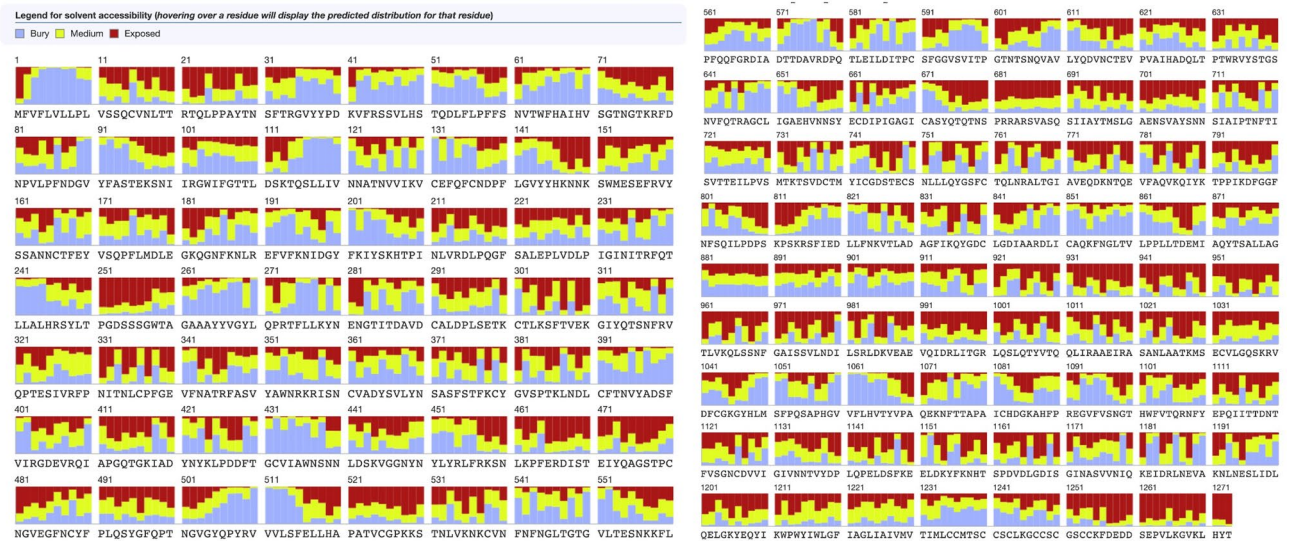 Legend for solvent accessibility (hovering over a residue will display the predicted distribution for that residue)
Bury Medium Exposed
1 11 21 31 41 51 61 71
MFVFLVLLPL VSSQCVNLTT RTQLPPAYTN SFTRGVYYPD KVFRSSVLHS TQDLFLPFFS NVTWFHAIHV SGTNGTKRFD
81 91 101 111 121 131 141 151
NPVLPFNDGV YFASTEKSNI IRGWIFGTTL DSKTQSLLIV NNATNVVIKV CEFQFCNDPF LGVYYHKNNK SWMESEFRVY
161 171 181 191 201 211 221 231
SSANNCTFEY VSQPFLMDLE GKQGNFKNLR EFVFKNIDGY FKIYSKHTPI NLVRDLPQGF SALEPLVDLP IGINITRFQT
241 251 261 271 281 291 301 311
LLALHRSYLT PGDSSSGWTA GAAAYYVGYL QPRTFLLKYN ENGTITDAVD CALDPLSETK CTLKSFTVEK GIYQTSNFRV
321 331 341 351 361 371 381 391
QPTESIVRFP NITNLCPFGE VFNATRFASV YAWNRKRISN CVADYSVLYN SASFSTFKCY GVSPTKLNDL CFTNVYADSF
401 411 421 431 441 451 461 471
VIRGDEVRQI APGQTGKIAD YNYKLPDDFT GCVIAWNSNN LDSKVGGNYN YLYRLFRKSN LKPFERDIST EIYQAGSTPC
481 491 501 511 521 531 541 551
NGVEGFNCYF PLQSYGFQPT NGVGYQPYRV VVLSFELLHA PATVCGPKKS TNLVKNKCVN FNFNGLTGTG VLTESNKKFL
561 571 581 591 601 611 621 631
PFQQFGRDIA DTTDAVRDPQ TLEILDITPC SFGGVSVITP GTNTSNQVAV LYQDVNCTEV PVAIHADQLT PTWRVYSTGS
641 651 661 671 681 691 701 711
NVFQTRAGCL IGAEHVNNSY ECDIPIGAGI CASYQTQTNS PRRARSVASQ SIIAYTMSLG AENSVAYSNN SIAIPTNFTI
721 731 741 751 761 771 781 791
SVTTEILPVS MTKTSVDCTM YICGDSTECS NLLLQYGSFC TQLNRALTGI AVEQDKNTQE VFAQVKQIYK TPPIKDFGGF
801 811 821 831 841 851 861 871
NFSQILPDPS KPSKRSFIED LLFNKVTLAD AGFIKQYGDC LGDIAARDLI CAQKFNGLTV LPPLLTDEMI AQYTSALLAG
881 891 901 911 921 931 941 951
961 971 981 991 1001 1011 1021 1031
TLVKQLSSNF GAISSVLNDI LSRLDKVEAE VQIDRLITGR LQSLQTYVTQ QLIRAAEIRA SANLAATKMS ECVLGQSKRV
1041 1051 1061 1071 1081 1091 1101 1111
DFCGKGYHLM SFPQSAPHGV VFLHVTYVPA QEKNFTTAPA ICHDGKAHFP REGVFVSNGT HWFVTQRNFY EPQIITTDNT
1121 1131 1141 1151 1161 1171 1181 1191
FVSGNCDVVI GIVNNTVYDP LQPELDSFKE ELDKYFKNHT SPDVDLGDIS GINASVVNIQ KEIDRLNEVA KNLNESLIDL
1201 1211 1221 1231 1241 1251 1261 1271
QELGKYEQYI KWPWYIWLGF IAGLIAIVMV TIMLCCMTSC CSCLKGCCSC GSCCKFDEDD SEPVLKGVKL HYT